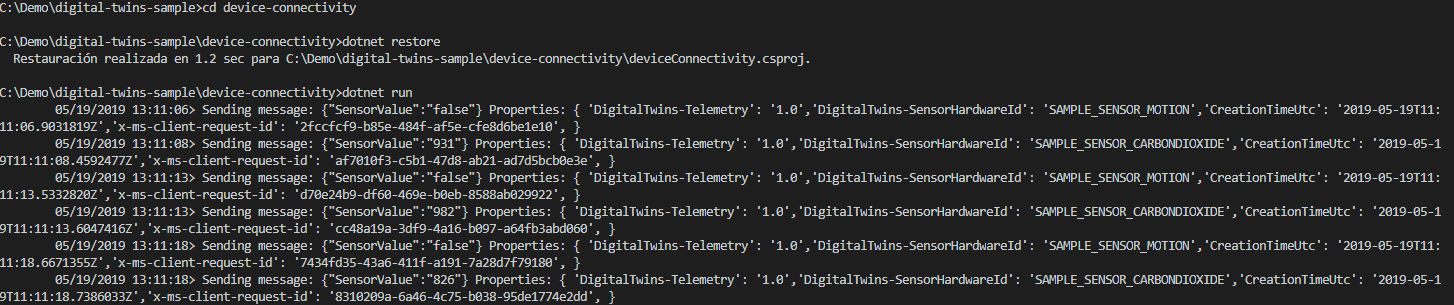 C:\Demo\digital-twins-sample>cd device-connectivity
C:\Demo\digital-twins-sample\device-connectivity>dotnet restore
Restauración realizada en 1.2 sec para C:\Demo\digital-twins-sample\device-connectivity\deviceConnectivity.csproj.
C:\Demo\digital-twins-sample\device-connectivity>dotnet run
05/19/2019 13:11:06> Sending message: {"SensorValue":"false"} Properties: { 'DigitalTwins-Telemetry': '1.0','DigitalTwins-SensorHardwareId': 'SAMPLE_SENSOR_MOTION','CreationTimeUtc': '2019-05-19T11:
11:06.9031819Z','x-ms-client-request-id': '2fccfcf9-b85e-484f-af5e-cfe8d6be1e10', }
05/19/2019 13:11:08> Sending message: {"SensorValue":"931"} Properties: { 'DigitalTwins-Telemetry': '1.0','DigitalTwins-SensorHardwareId': 'SAMPLE_SENSOR_CARBONDIOXIDE','CreationTimeUtc': '2019-05-1
9T11:11:08.4592477Z','x-ms-client-request-id': 'af7010f3-c5b1-47d8-ab21-ad7d5bcb0e3e', }
05/19/2019 13:11:13> Sending message: {"SensorValue":"false"} Properties: { 'DigitalTwins-Telemetry': '1.0','DigitalTwins-SensorHardwareId': 'SAMPLE_SENSOR_MOTION','CreationTimeUtc': '2019-05-19T11:
11:13.5332820Z','x-ms-client-request-id': 'd70e24b9-df60-469e-b0eb-8588ab029922', }
05/19/2019 13:11:13> Sending message: {"SensorValue":"982"} Properties: { 'DigitalTwins-Telemetry': '1.0','DigitalTwins-SensorHardwareId': 'SAMPLE_SENSOR_CARBONDIOXIDE','CreationTimeUtc': '2019-05-1
9T11:11:13.6047416Z','x-ms-client-request-id': 'cc48a19a-3df9-4a16-b097-a64fb3abd060', }
05/19/2019 13:11:18> Sending message: {"SensorValue":"false"} Properties: { 'DigitalTwins-Telemetry': '1.0','DigitalTwins-SensorHardwareId': 'SAMPLE_SENSOR_MOTION','CreationTimeUtc': '2019-05-19T11:
11:18.6671355Z','x-ms-client-request-id': '7434fd35-43a6-411f-a191-7a28d7f79180', }
05/19/2019 13:11:18> Sending message: {"SensorValue":"826"} Properties: { 'DigitalTwins-Telemetry': '1.0','DigitalTwins-SensorHardwareId': 'SAMPLE_SENSOR_CARBONDIOXIDE','CreationTimeUtc': '2019-05-1
9T11:11:18.7386033Z','x-ms-client-request-id': '8310209a-6a46-4c75-b038-95de1774e2dd', }